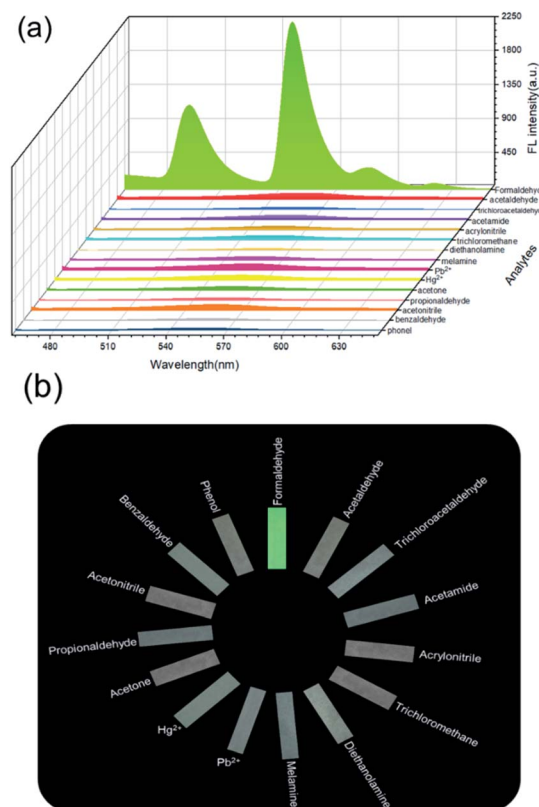 (a)
2250
1800
1350
900
450
FL intensity(a.u.)
Formaldehyd
acetaldehyde
trichloroacetaldehyd
acetamide
acrylonitrile
trichloromethane
diethanolamine
melamine
Pb²⁺
Hg²⁺
acetone
propionaldehyde
acetonitrile
benzaldehyde
phonel
Analytes
480 510 540 570 600 630
Wavelength(nm)
(b)
Formaldehyde
Acetaldehyde
Trichloroacetaldehyde
Acetamide
Acrylonitrile
Trichloromethane
Diethanolamine
Melamine
Pb²⁺
Hg²⁺
Acetone
Propionaldehyde
Acetonitrile
Benzaldehyde
Phenol